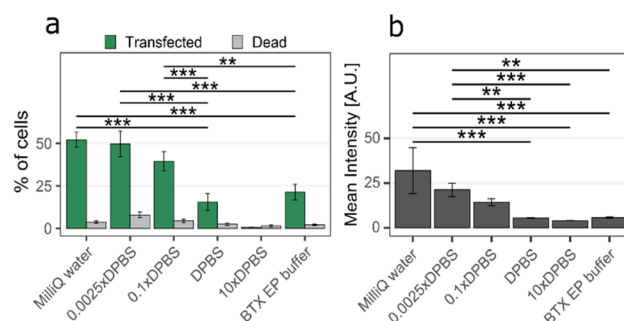 a
Transfected Dead
**
***
***
***
***
***
% of cells
50
25
0
MilliQ water
0.0025xDPBS
0.1xDPBS
DPBS
10xDPBS
BTX EP buffer
b
**
***
**
***
***
***
Mean Intensity [A.U.]
50
25
0
MilliQ water
0.0025xDPBS
0.1xDPBS
DPBS
10xDPBS
BTX EP buffer